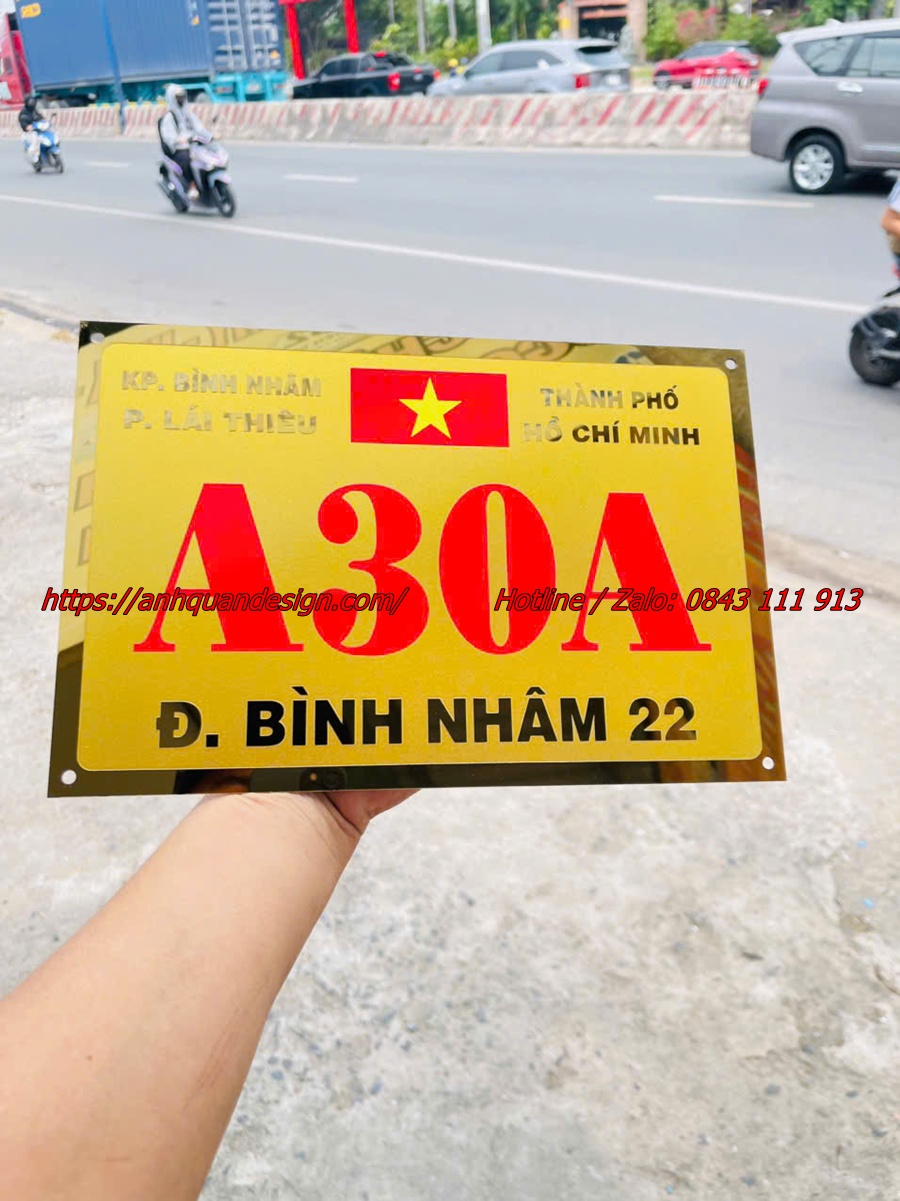 KP. BÌNH NHÂM
P. LÁI THIÊU
THÀNH PHỐ
HỒ CHÍ MINH
A30A
https://anhquandesign.com/
Hotline / Zalo: 0843 111 913
Đ. BÌNH NHÂM 22